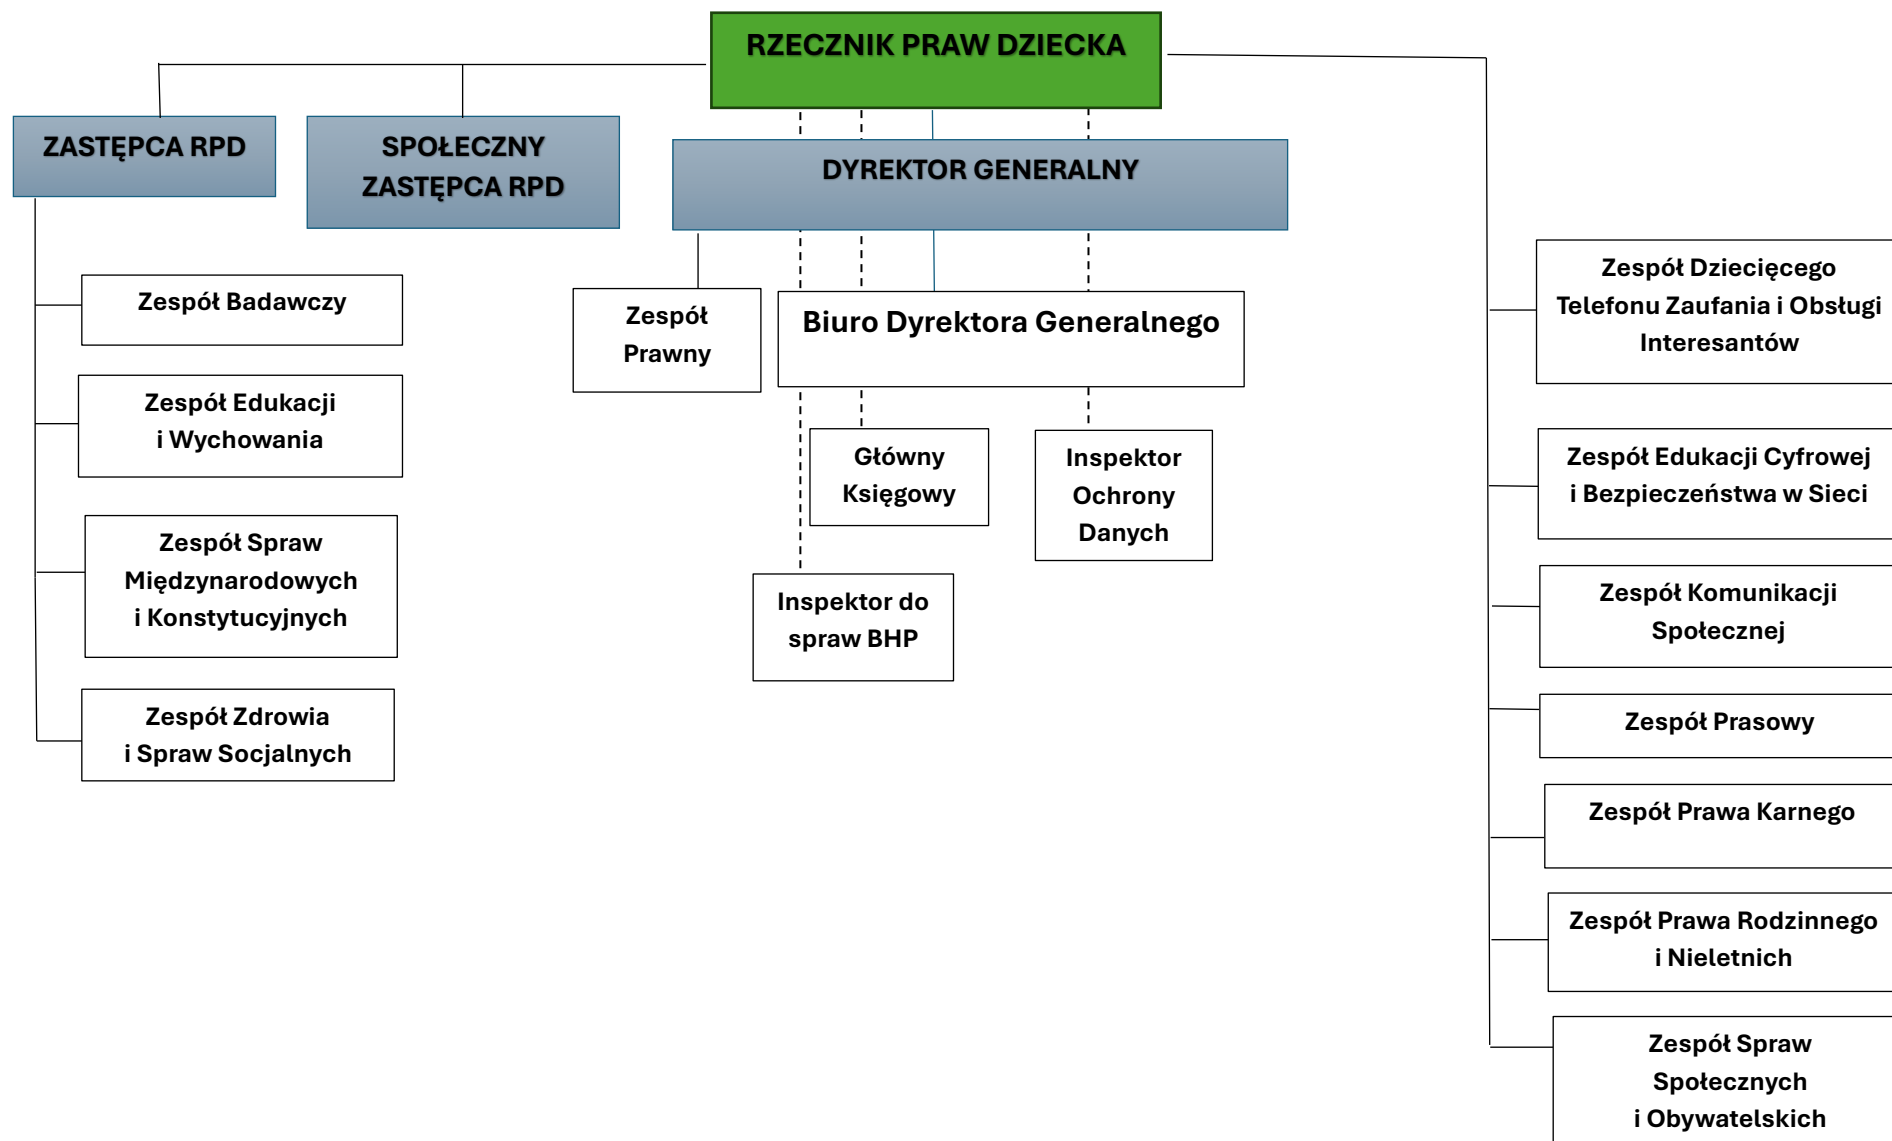 RZECZNIK PRAW DZIECKA
ZASTĘPCA RPD
SPOŁECZNY
ZASTĘPCA RPD
DYREKTOR GENERALNY
Zespół Badawczy
Zespół Edukacji
i Wychowania
Zespół Spraw
Międzynarodowych
i Konstytucyjnych
Zespół Zdrowia
i Spraw Socjalnych
Zespół
Prawny
Biuro Dyrektora Generalnego
Główny
Księgowy
Inspektor
Ochrony
Danych
Inspektor do
spraw BHP
Zespół Dziecięcego
Telefonu Zaufania i Obsługi
Interesantów
Zespół Edukacji Cyfrowej
i Bezpieczeństwa w Sieci
Zespół Komunikacji
Społecznej
Zespół Prasowy
Zespół Prawa Karnego
Zespół Prawa Rodzinnego
i Nieletnich
Zespół Spraw
Społecznych
i Obywatelskich